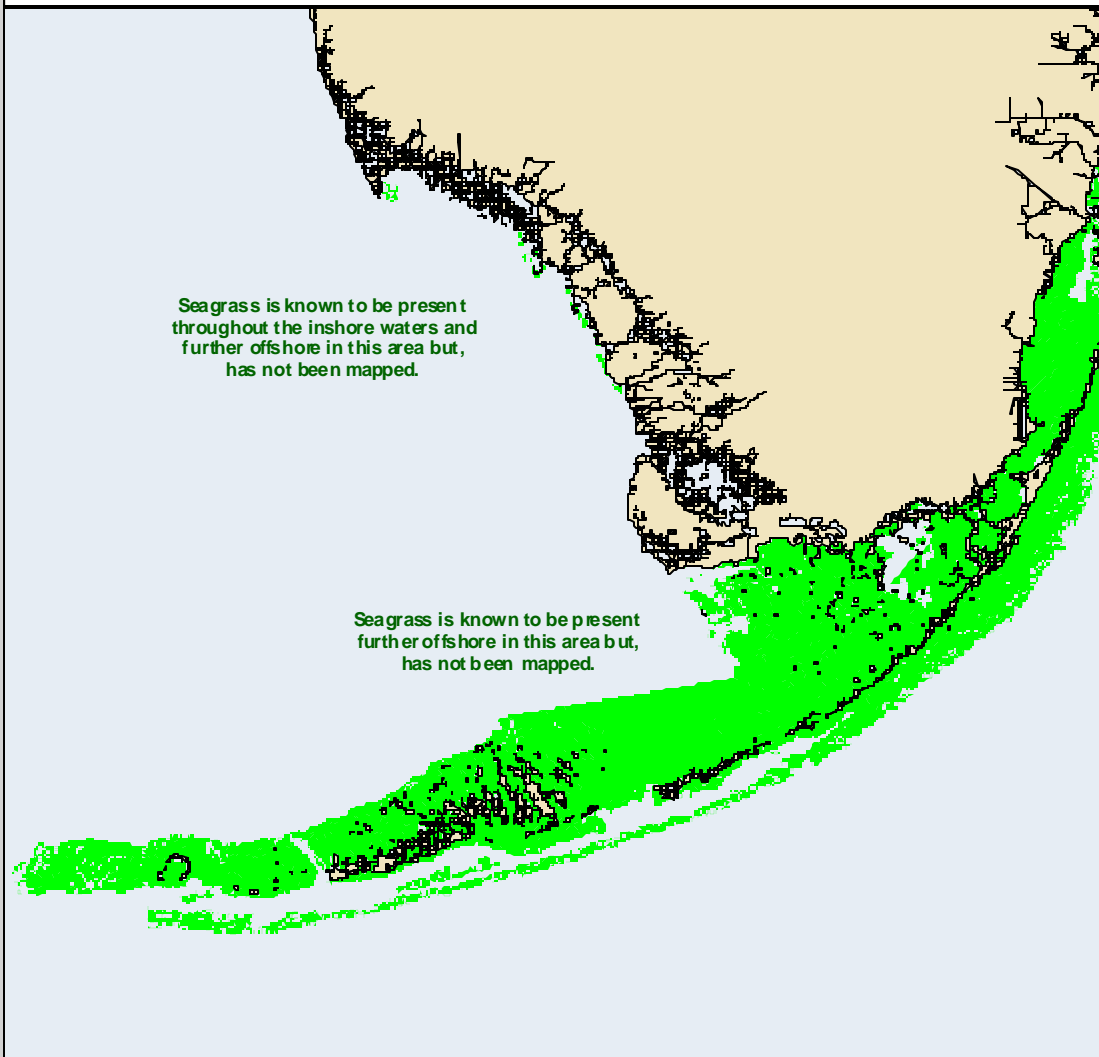 Seagrass is known to be present
throughout the inshore waters and
further offshore in this area but,
has not been mapped.
Seagrass is known to be present
further offshore in this area but,
has not been mapped.